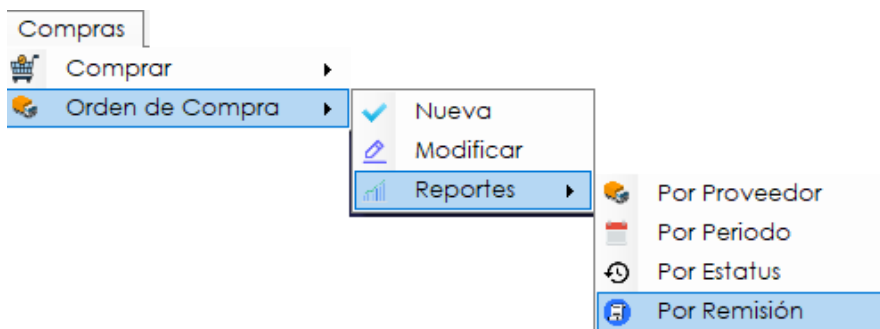 Compras
Comprar
Orden de Compra
Nueva
Modificar
Reportes
Por Proveedor
Por Periodo
Por Estatus
Por Remisión